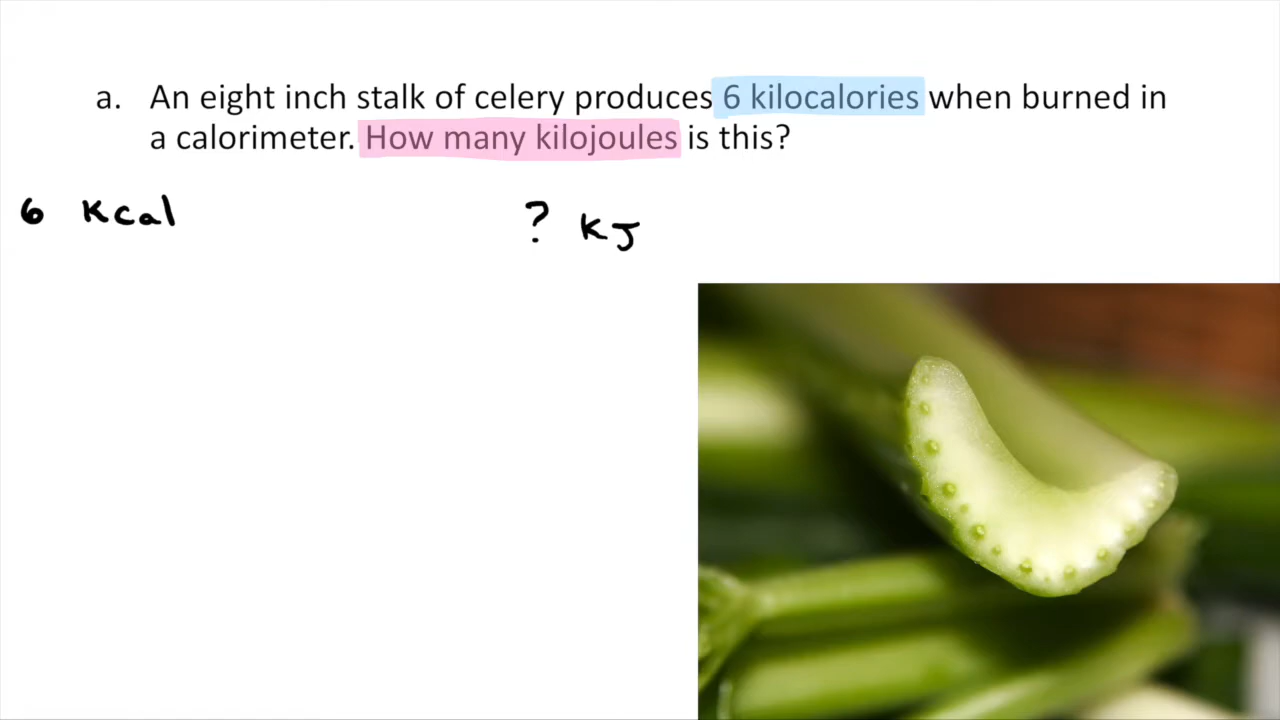 a. An eight inch stalk of celery produces 6 kilocalories when burned in
a calorimeter. How many kilojoules is this?
6 Kcal ? KJ